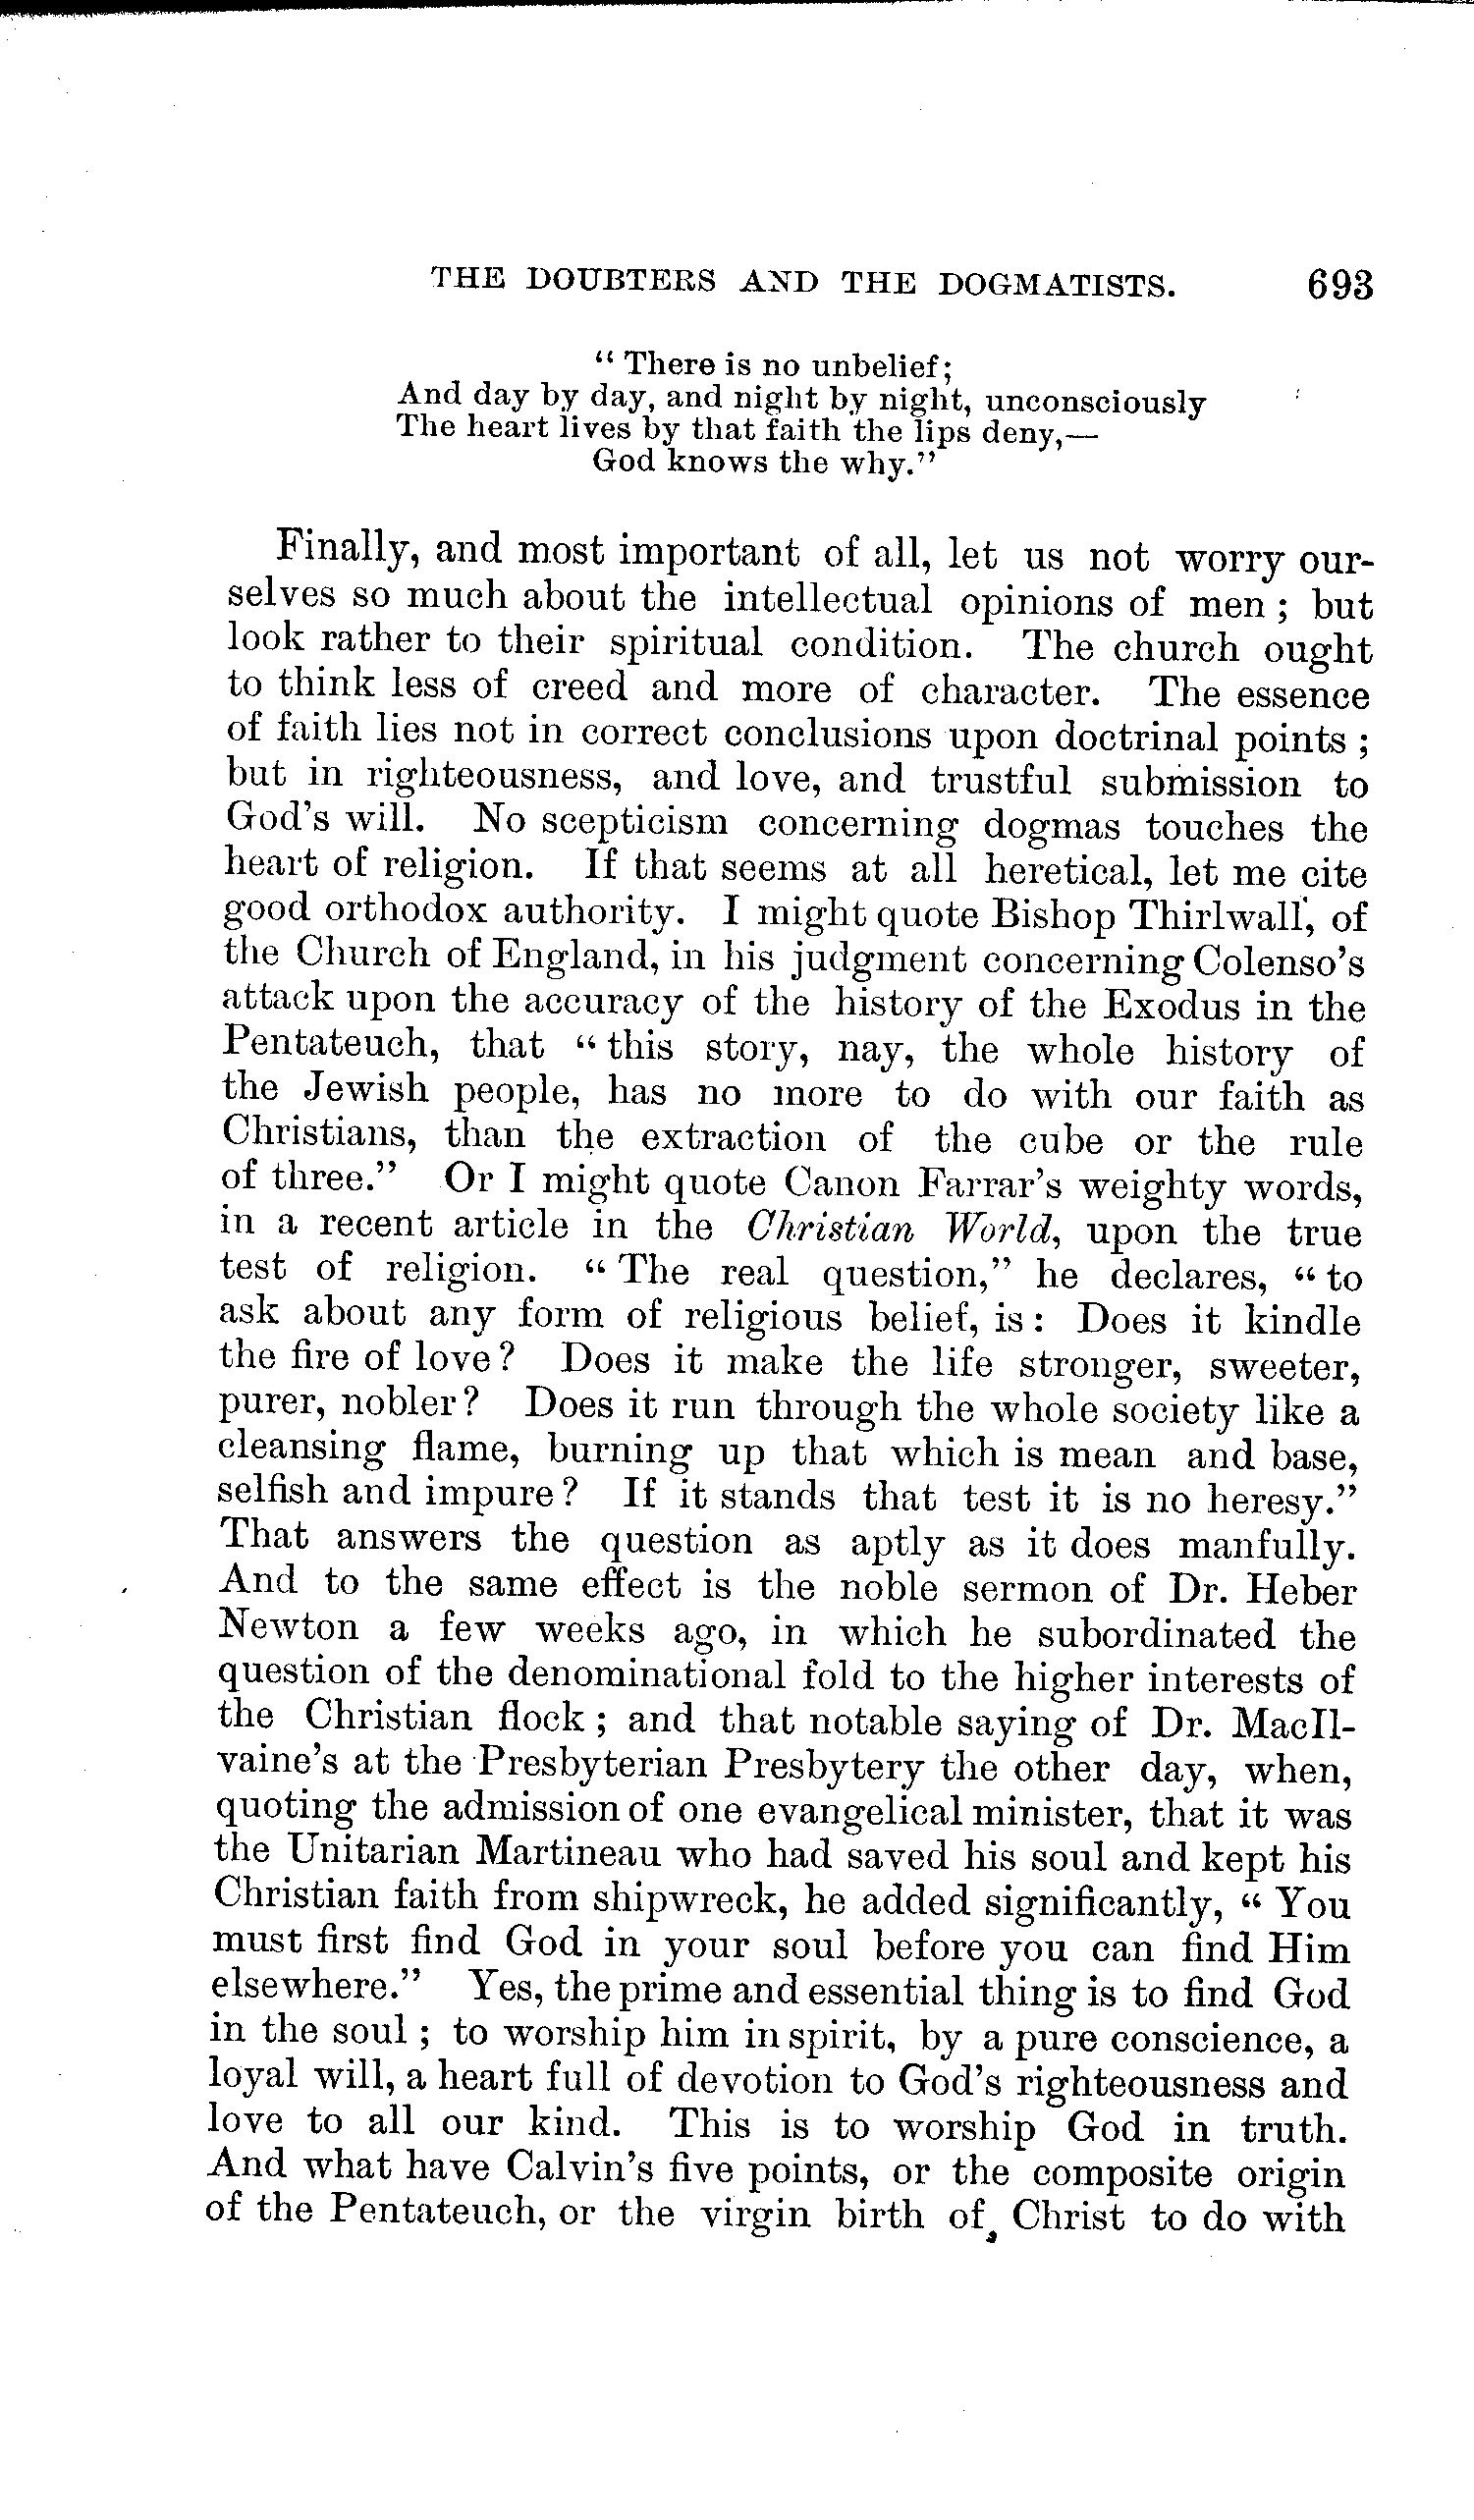 THE DOUBTERS AND THE DOGMATISTS. 693
“ There is no unbelief;
And day by day, and night by night, unconsciously
The heart lives by that faith the lips deny,—
God knows the why.”
Finally, and most important of all, let us not worry our-
selves so much about the intellectual opinions of men ; but
look rather to their spiritual condition. The church ought
to think less of creed and more of character. The essence
of faith lies not in correct conclusions upon doctrinal points ;
but in righteousness, and love, and trustful submission to
God's will. No scepticism concerning dogmas touches the
heart of religion. If that seems at all heretical, let me cite
good orthodox authority. I might quote Bishop Thirlwall, of
the Church of England, in his judgment concerning Colenso's
attack upon the accuracy of the history of the Exodus in the
Pentateuch, that “ this story, nay, the whole history of
the Jewish people, has no more to do with our faith as
Christians, than the extraction of the cube or the rule
of three.” Or I might quote Canon Farrar's weighty words,
in a recent article in the Christian World, upon the true
test of religion. “ The real question,” he declares, “ to
ask about any form of religious belief, is : Does it kindle
the fire of love ? Does it make the life stronger, sweeter,
purer, nobler ? Does it run through the whole society like a
cleansing flame, burning up that which is mean and base,
selfish and impure ? If it stands that test it is no heresy.”
That answers the question as aptly as it does manfully.
And to the same effect is the noble sermon of Dr. Heber
Newton a few weeks ago, in which he subordinated the
question of the denominational fold to the higher interests of
the Christian flock ; and that notable saying of Dr. MacIl-
vaine's at the Presbyterian Presbytery the other day, when,
quoting the admission of one evangelical minister, that it was
the Unitarian Martineau who had saved his soul and kept his
Christian faith from shipwreck, he added significantly, “ You
must first find God in your soul before you can find Him
elsewhere.” Yes, the prime and essential thing is to find God
in the soul ; to worship him in spirit, by a pure conscience, a
loyal will, a heart full of devotion to God's righteousness and
love to all our kind. This is to worship God in truth.
And what have Calvin's five points, or the composite origin
of the Pentateuch, or the virgin birth of Christ to do with